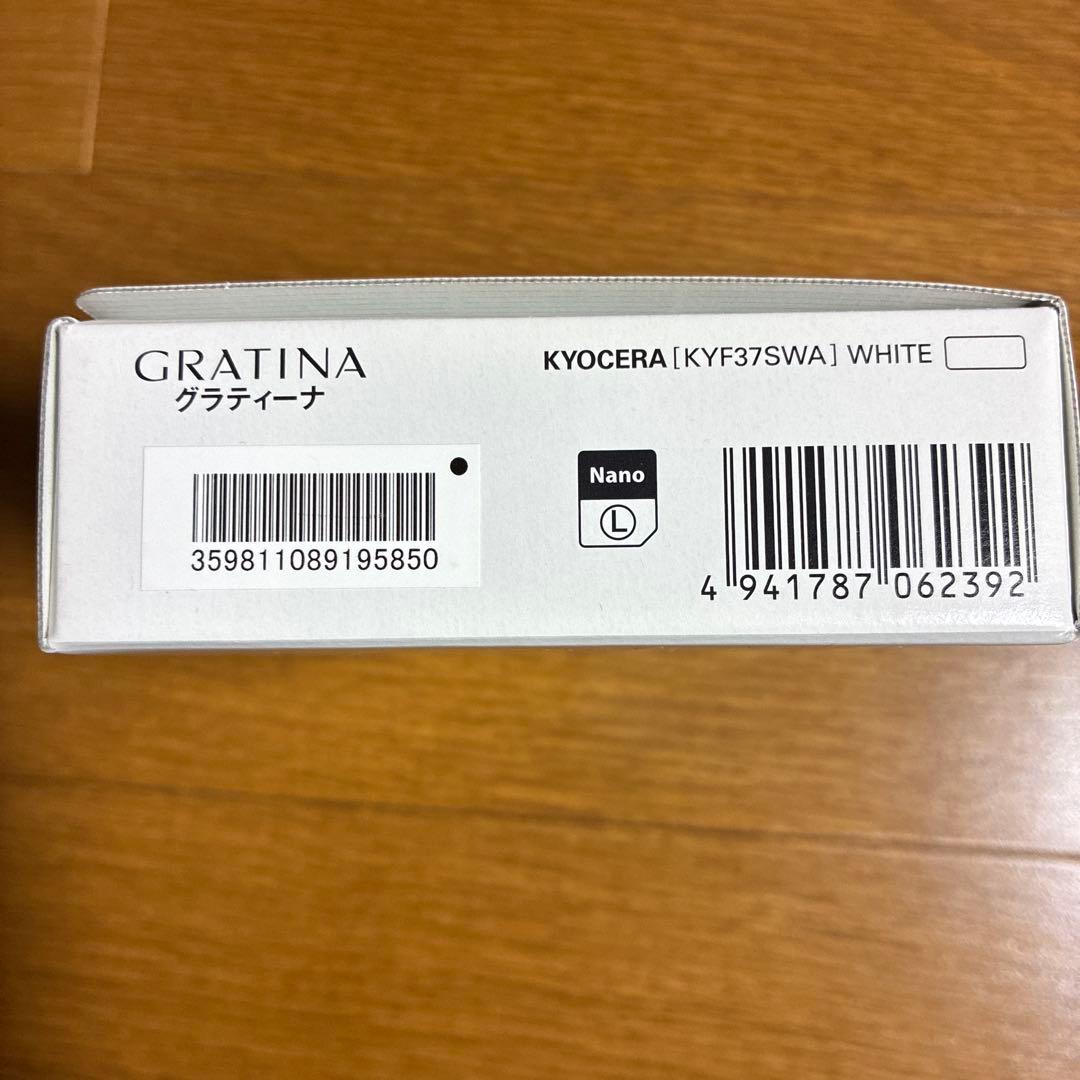 GRATINA
グラティーナ
KYOCERA [KYF37SWA] WHITE
359811089195850
Nano
L
4 941787 062392